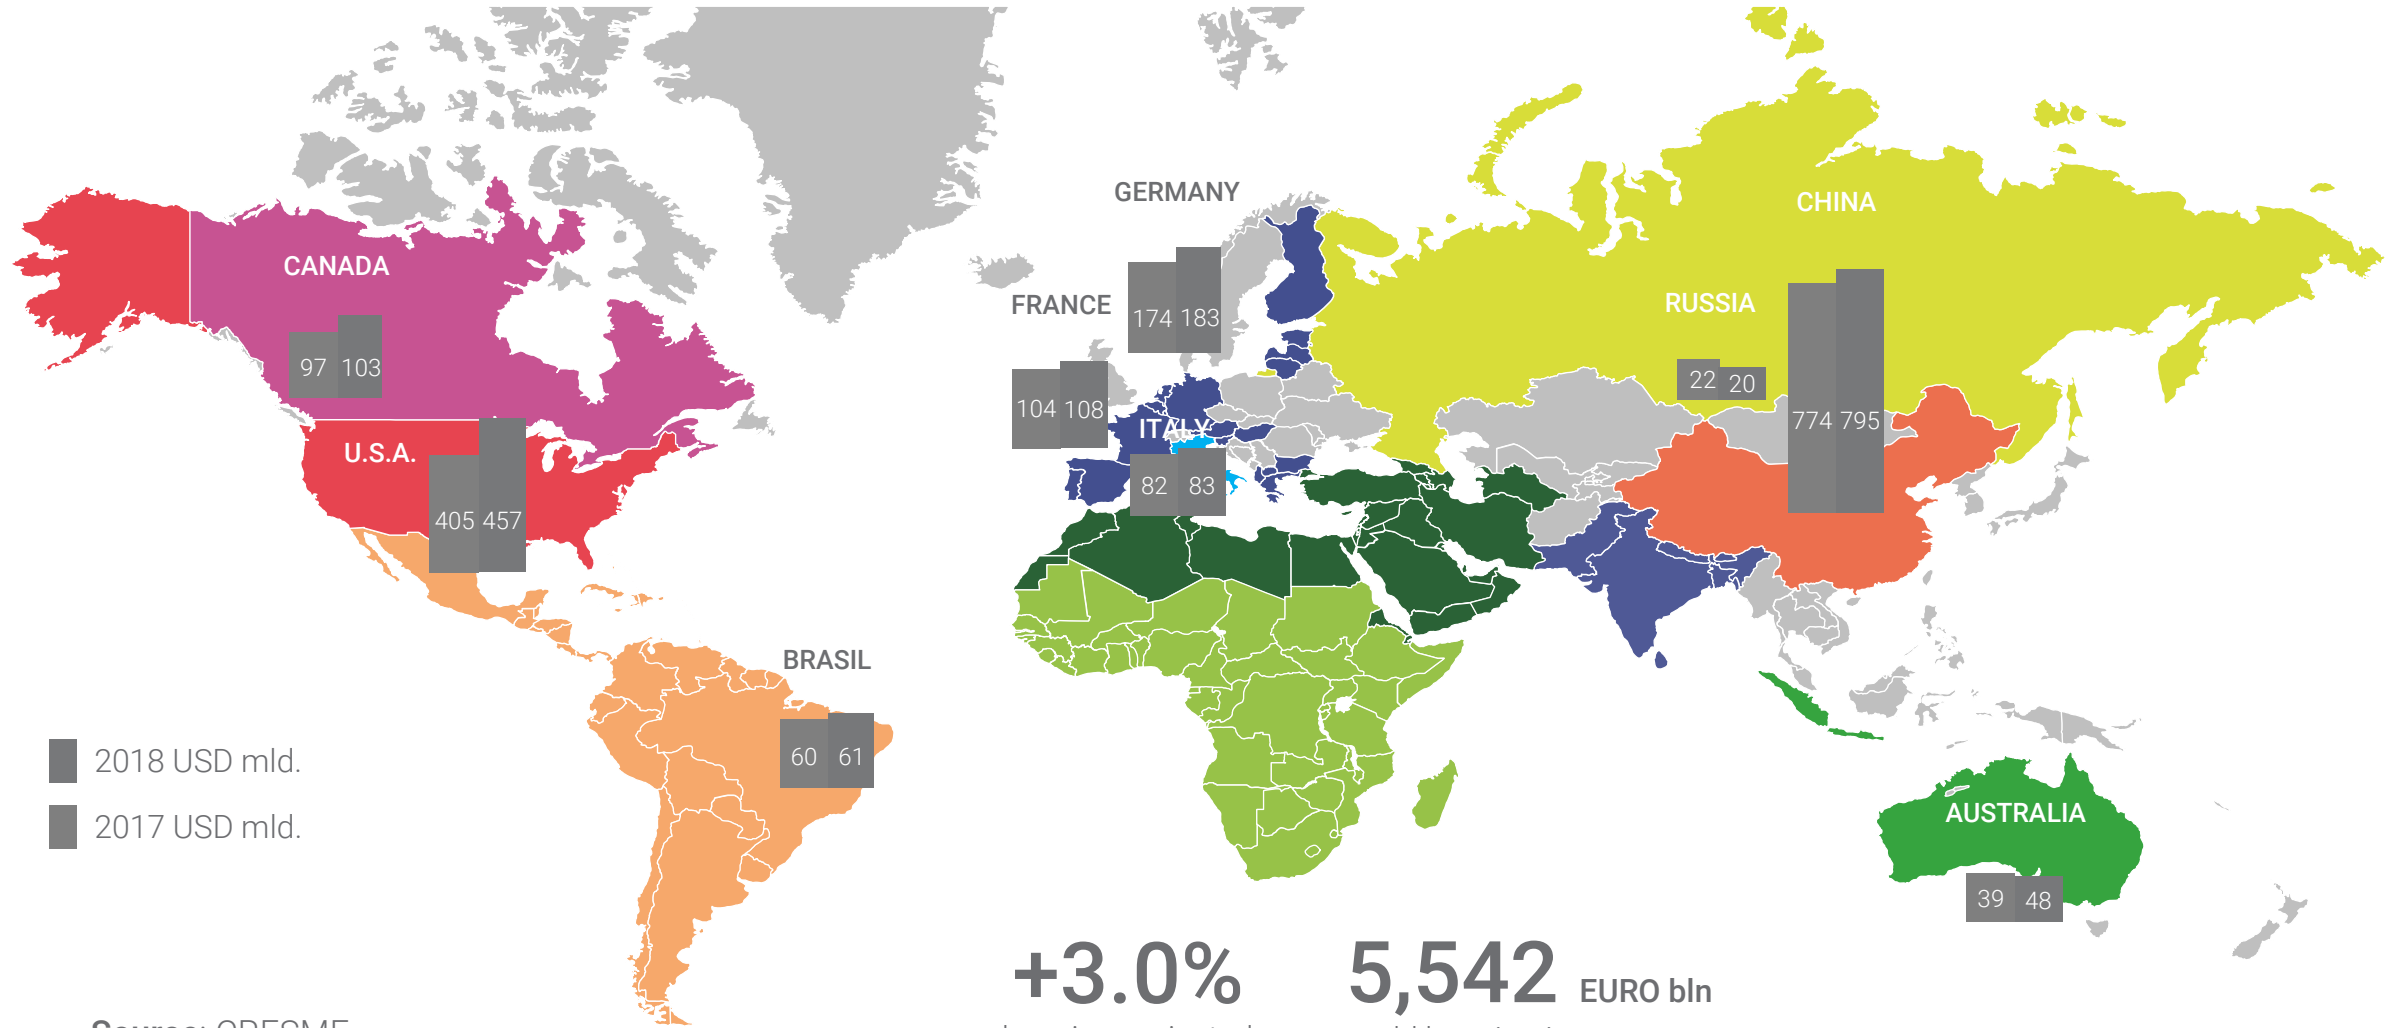 GERMANY
CHINA
CANADA
FRANCE
RUSSIA
174 183
97 103
22 20
104 108
774 795
ITALY
U.S.A.
82 83
405 457
BRASIL
60 61
2018 USD mld.
2017 USD mld.
AUSTRALIA
39 48
+3.0%
5,542 EURO bln
Source: CRESME